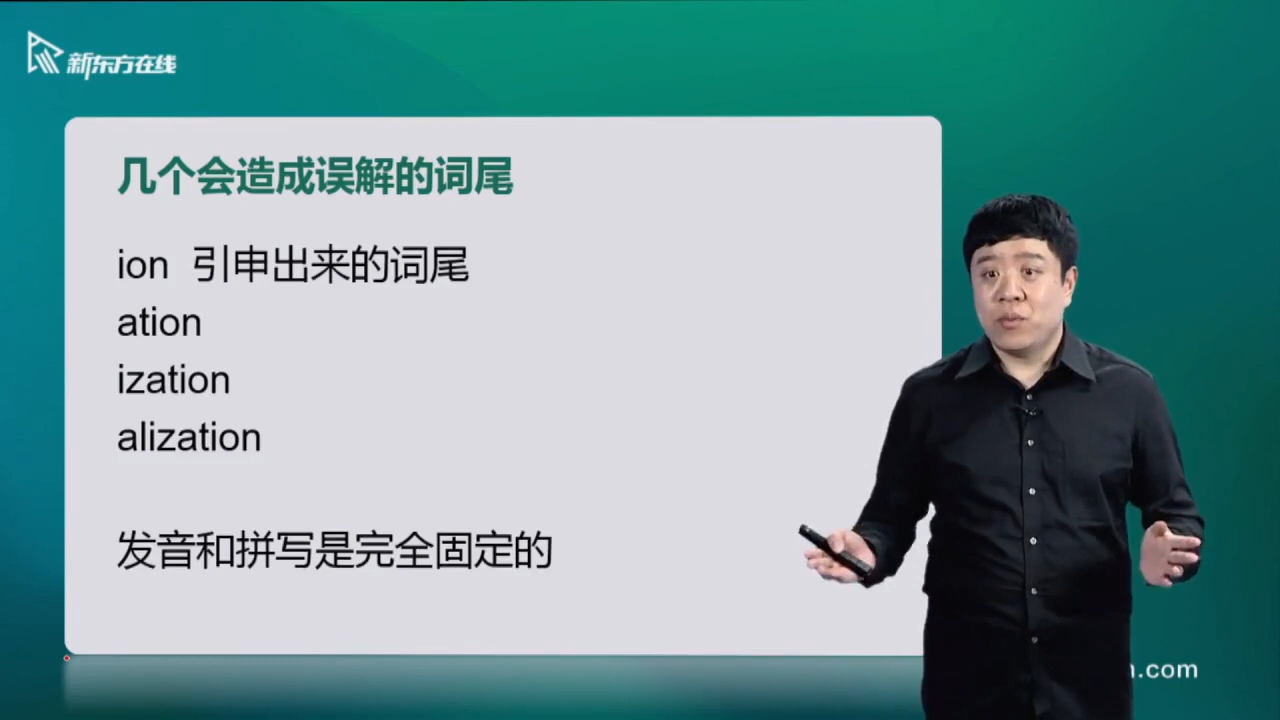 新东方在线
几个会造成误解的词尾
ion 引申出来的词尾
ation
ization
alization
发音和拼写是完全固定的
.com